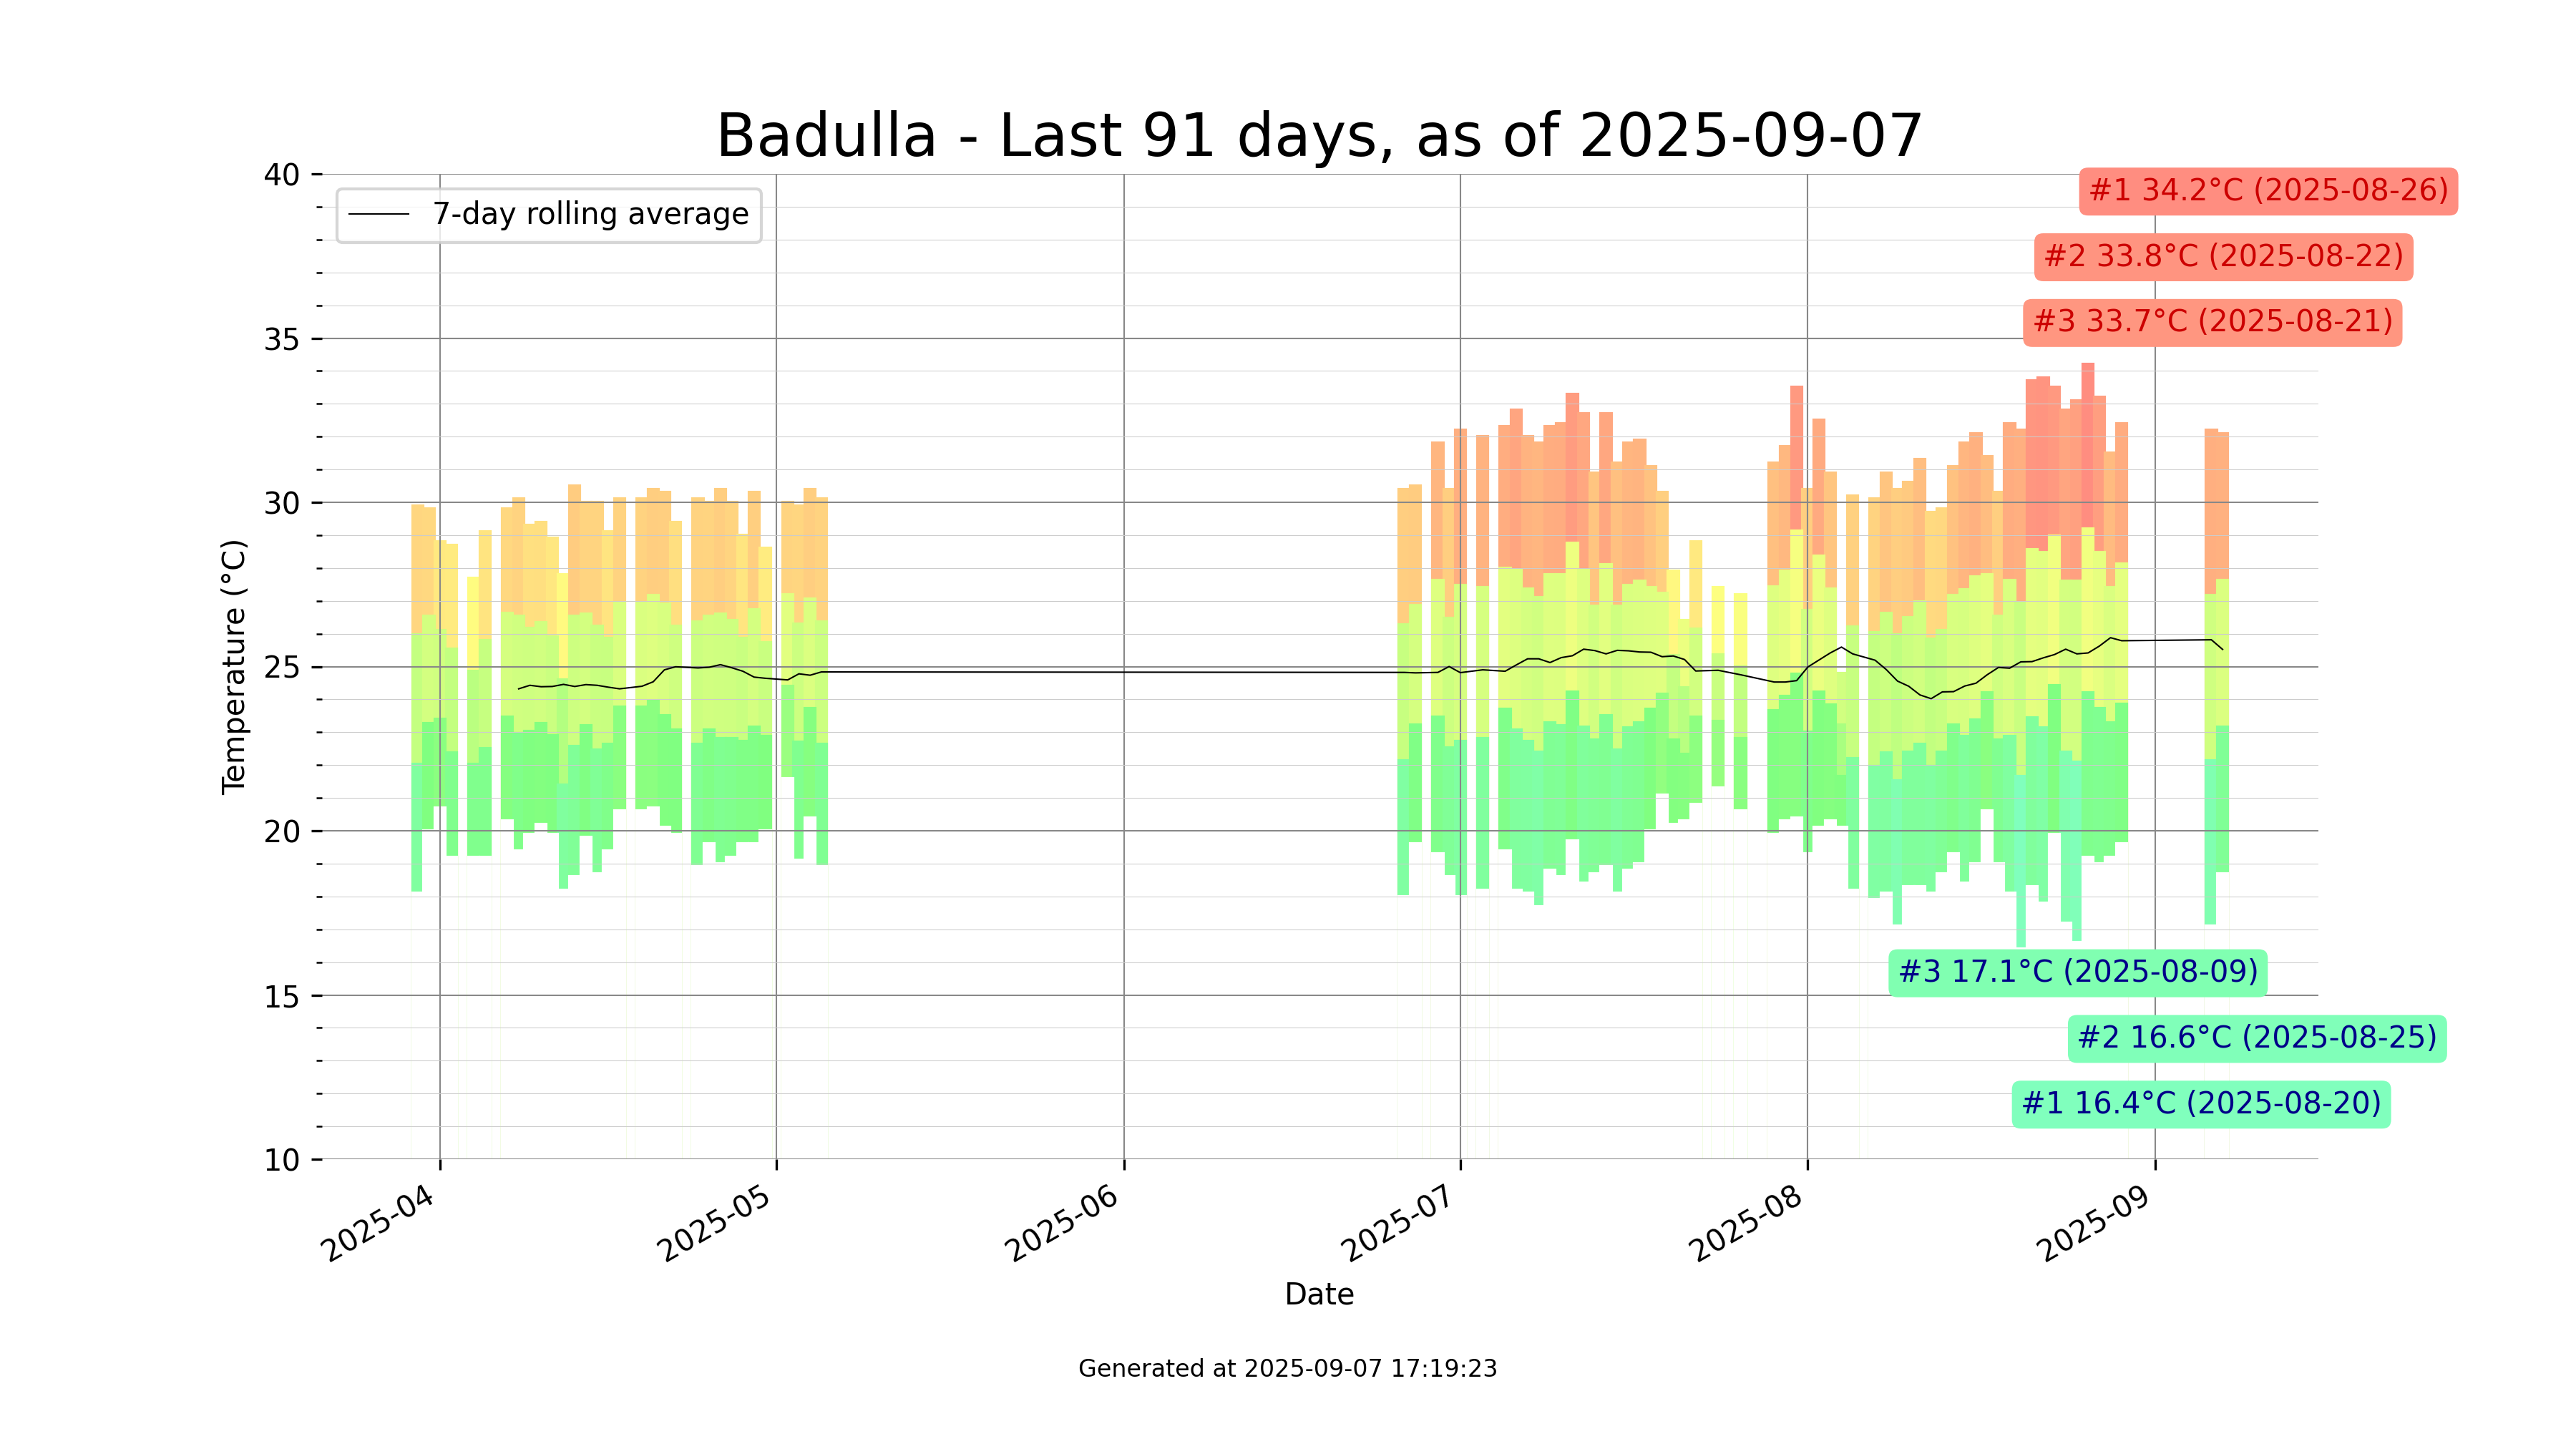 Badulla - Last 91 days, as of 2025-09-07
7-day rolling average
#1 34.2°C (2025-08-26)
#2 33.8°C (2025-08-22)
#3 33.7°C (2025-08-21)
#3 17.1°C (2025-08-09)
#2 16.6°C (2025-08-25)
#1 16.4°C (2025-08-20)
Temperature (°C)
40
35
30
25
20
15
10
2025-04
2025-05
2025-06
2025-07
2025-08
2025-09
Date
Generated at 2025-09-07 17:19:23